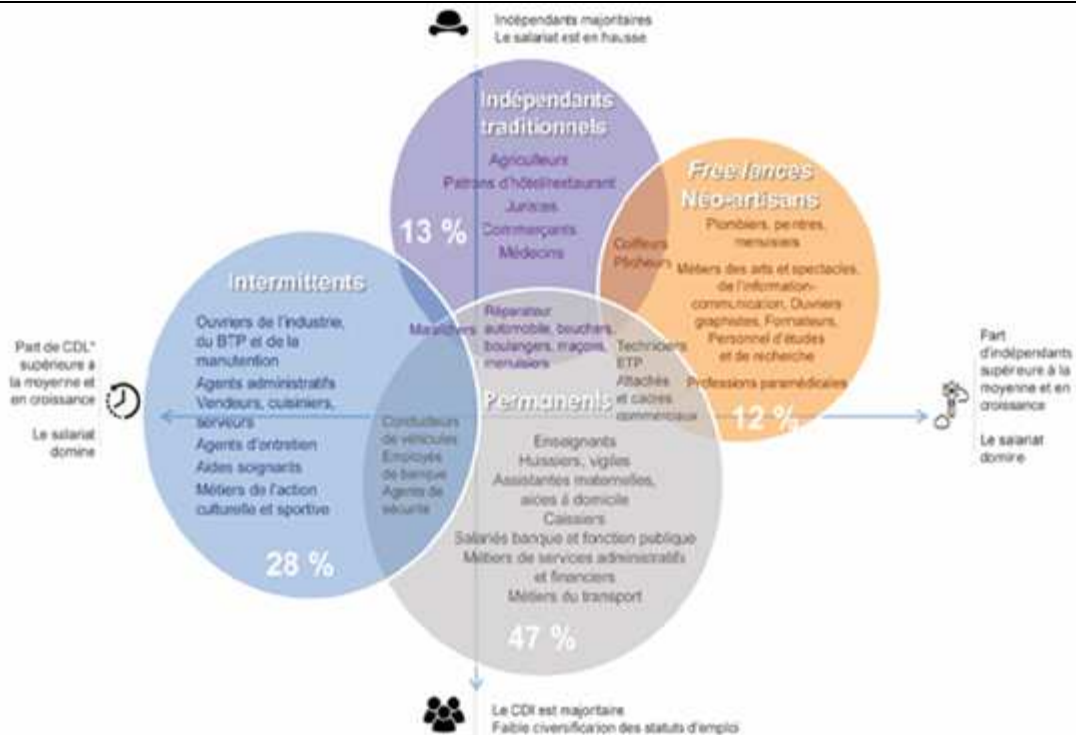 Indépendants majoritaires
Le salariat est en hausse
Indépendants
traditionnels
Agriculteurs
Patrons d'hôtel/restaurant
Juristes
Commerçants
Médecins
13 %
Freelances
Néo-artisans
Plombiers, peintres,
menuisiers
Métiers des arts et spectacles,
de l'information-
communication, Ouvriers
graphistes, Formateurs,
Personnel d'études
et de recherche
Professions paramédicales
12 %
Coiffeurs
Pêcheurs
Intermittents
Ouvriers de l'industrie,
du BTP et de la
manutention
Agents administratifs
Vendeurs, cuisiniers,
serveurs
Agents d'entretien
Aides soignants
Métiers de l'action
culturelle et sportive
28 %
Maraîchers
Réparateur
automobile, bouchers,
boulangers, maçons,
menuisiers
Techniciens
ETP
Attachés
et cadres
commerciaux
Conducteurs
de véhicules
Employés
de banque
Agents de
sécurité
Permanents
Enseignants
Huissiers, vigiles
Assistantes maternelles,
aides à domicile
Caissiers
Salariés banque et fonction publique
Métiers de services administratifs
et financiers
Métiers du transport
47 %
Part de CDL*
supérieure à
la moyenne et
en croissance
Le salariat
domine
Part
d'indépendants
supérieure à la
moyenne et en
croissance
Le salariat
domine
Le CDI est majoritaire
Faible diversification des statuts d'emploi